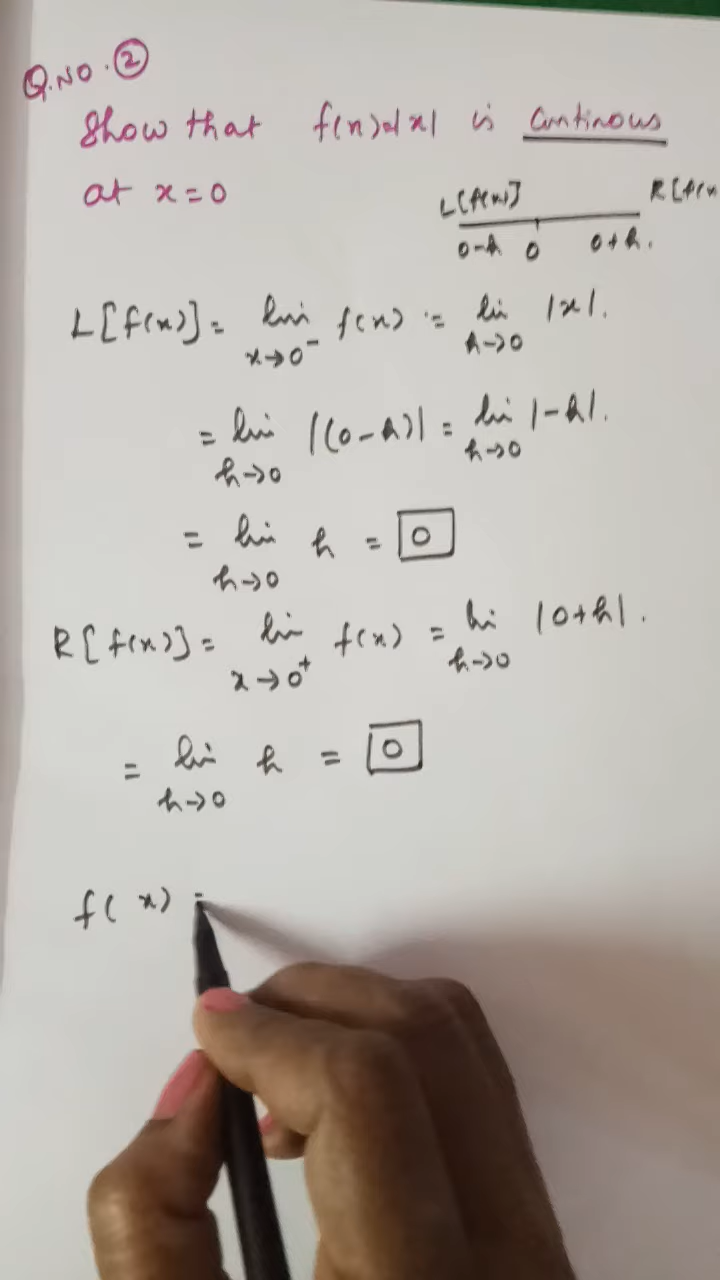 Q.NO. ②
Show that f(x)=|x| is Continous
at x=0
L[f(x)] R[f(x
0-h 0 0+h.
L[f(x)] = lim x→0⁻ f(x) = lim h→0 |x|.
= lim h→0 |(0-h)| = lim h→0 |-h|.
= lim h→0 h = 0
R[f(x)] = lim x→0⁺ f(x) = lim h→0 |0+h|.
= lim h→0 h = 0
f(x) =